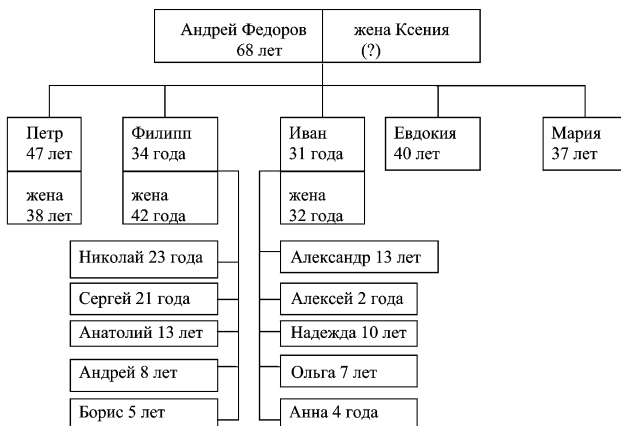 Андрей Федоров
68 лет
жена Ксения
(?)
Петр
47 лет
жена
38 лет
Филипп
34 года
жена
42 года
Иван
31 год
жена
32 года
Евдокия
40 лет
Мария
37 лет
Николай 23 года
Сергей 21 года
Анатолий 13 лет
Андрей 8 лет
Борис 5 лет
Александр 13 лет
Алексей 2 года
Надежда 10 лет
Ольга 7 лет
Анна 4 года